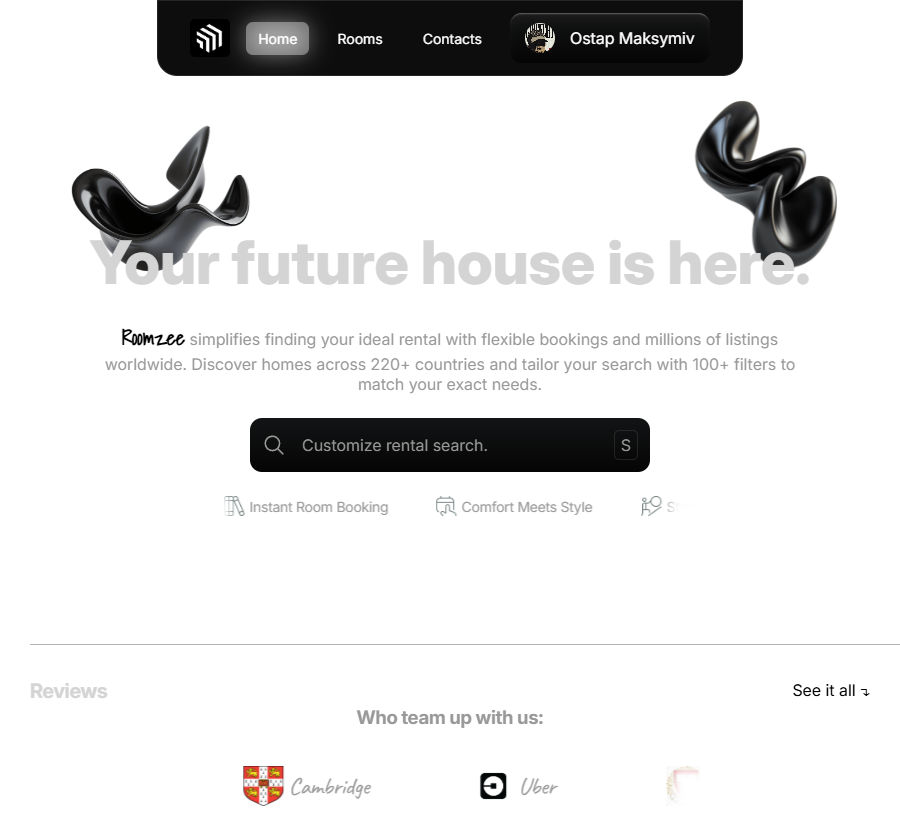 Home
Rooms
Contacts
Ostap Maksymiv
Your future house is here.
Roomzee simplifies finding your ideal rental with flexible bookings and millions of listings
worldwide. Discover homes across 220+ countries and tailor your search with 100+ filters to
match your exact needs.
Customize rental search.
S
Instant Room Booking
Comfort Meets Style
Reviews
See it all
Who team up with us:
Cambridge
Uber